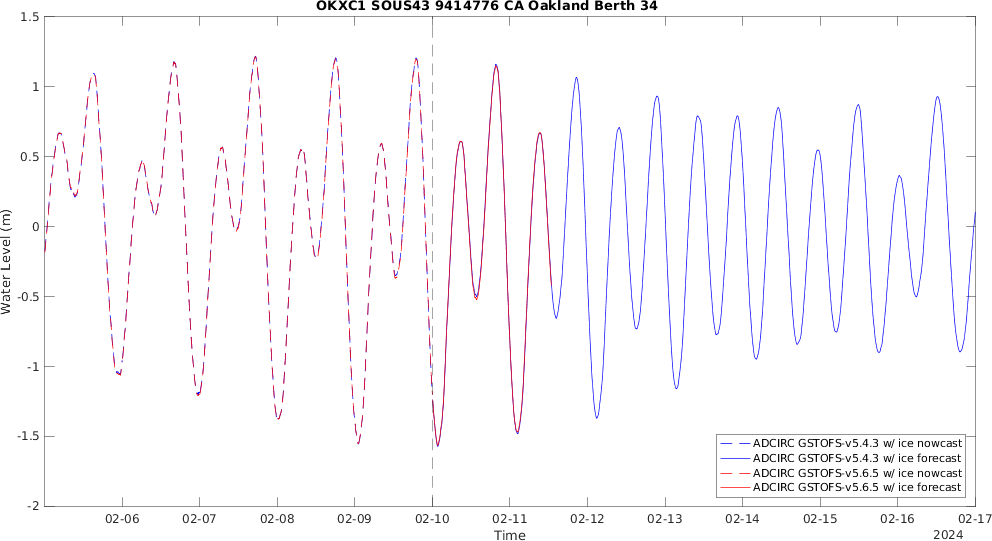 OKXC1 SOUS43 9414776 CA Oakland Berth 34
1.5
1
0.5
0
-0.5
-1
-1.5
-2
Water Level (m)
ADCIRC GSTOFS-v5.4.3 w/ ice nowcast
ADCIRC GSTOFS-v5.4.3 w/ ice forecast
ADCIRC GSTOFS-v5.6.5 w/ ice nowcast
ADCIRC GSTOFS-v5.6.5 w/ ice forecast
02-06 02-07 02-08 02-09 02-10 02-11 02-12 02-13 02-14 02-15 02-16 02-17
Time
2024